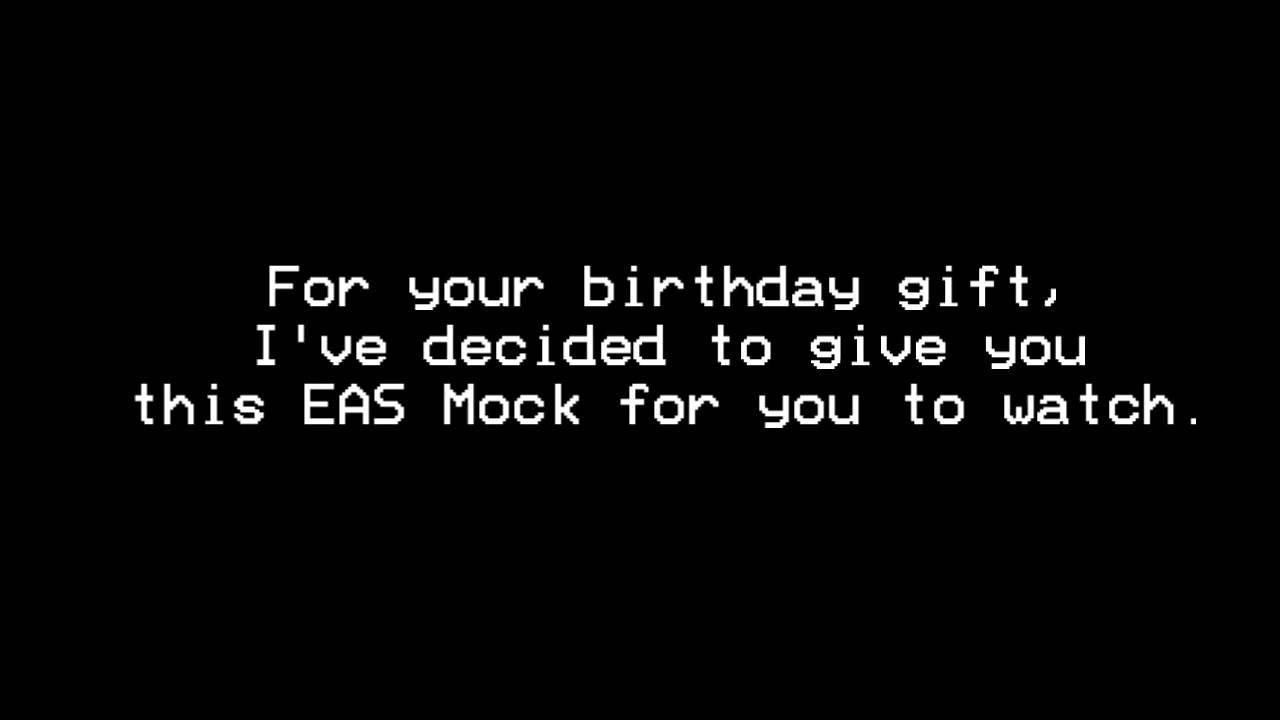 For your birthday gift,
I've decided to give you
this EAS Mock for you to watch.